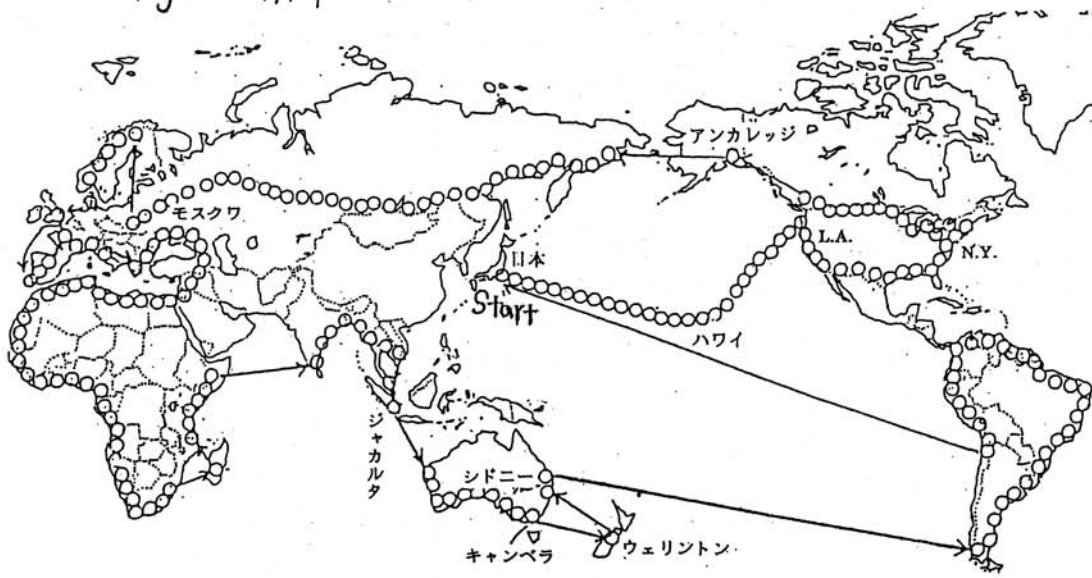 アンカレッジ
モスクワ
L.A.
N.Y.
日本
Start
ハワイ
ジャカルタ
シドニー
キャンベラ
ウェリントン